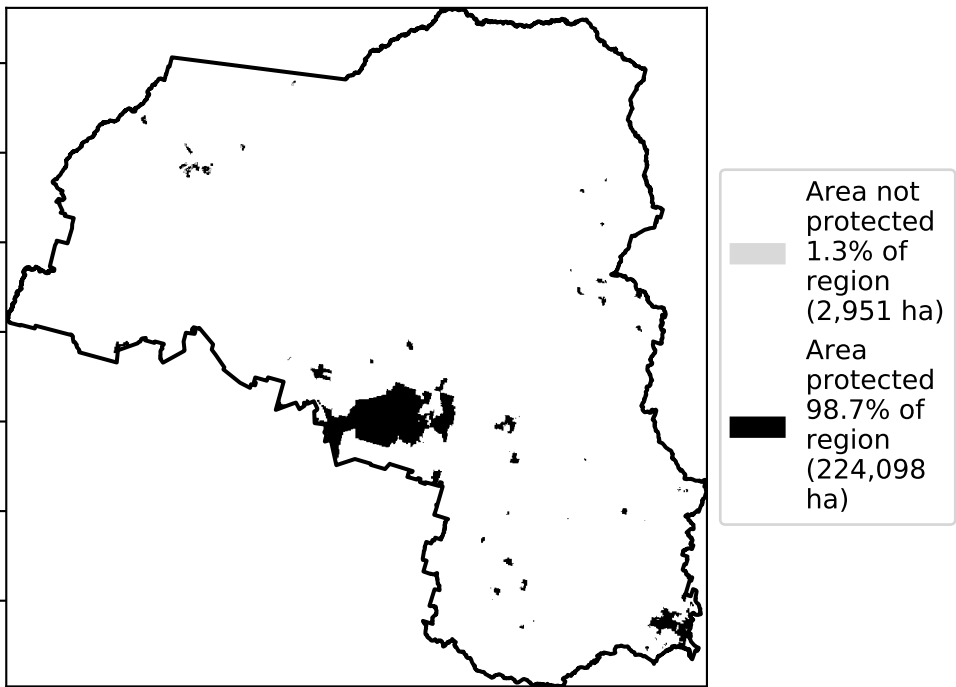 Area not
protected
1.3% of
region
(2,951 ha)
Area
protected
98.7% of
region
(224,098
ha)